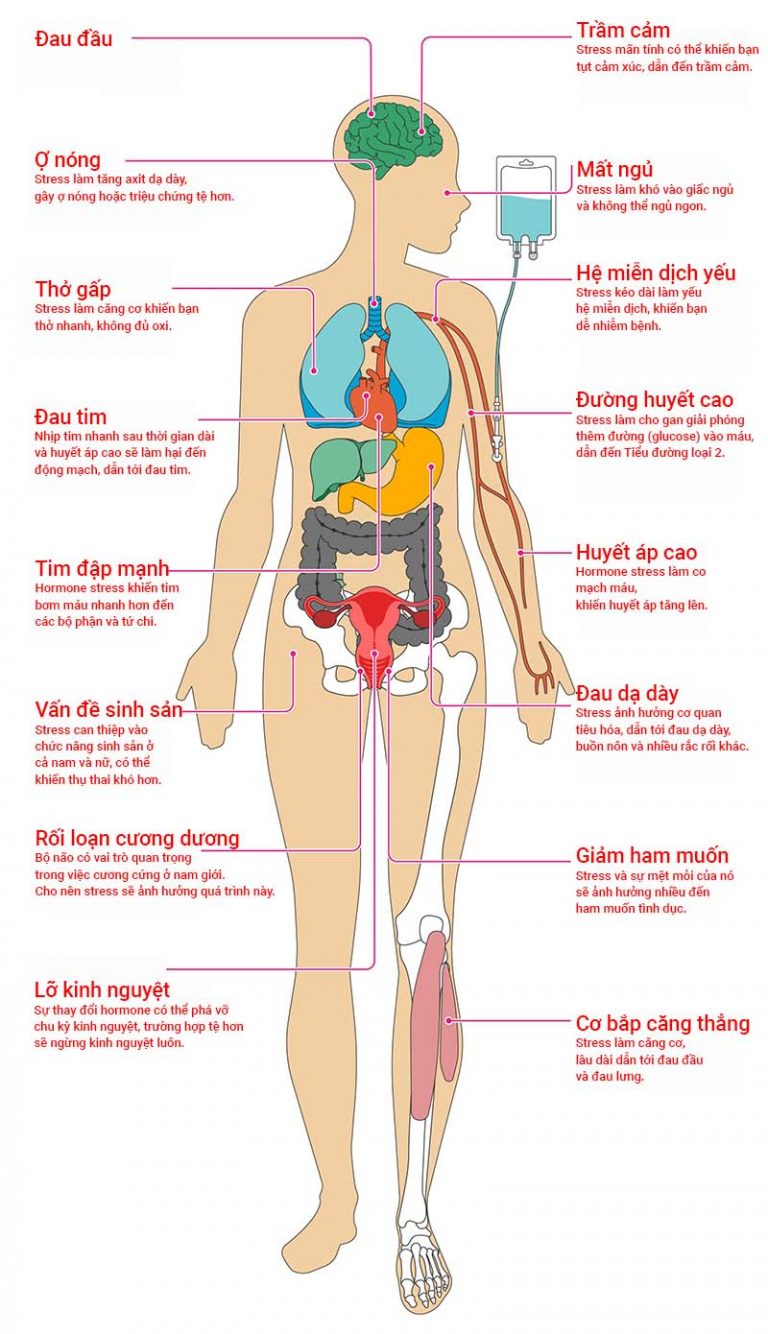 Đau đầu
Trầm cảm
Stress mãn tính có thể khiến bạn
tụt cảm xúc, dẫn đến trầm cảm.
Ợ nóng
Stress làm tăng axit dạ dày,
gây ợ nóng hoặc triệu chứng tệ hơn.
Mất ngủ
Stress làm khó vào giấc ngủ
và không thể ngủ ngon.
Thở gấp
Stress làm căng cơ khiến bạn
thở nhanh, không đủ oxi.
Hệ miễn dịch yếu
Stress kéo dài làm yếu
hệ miễn dịch, khiến bạn
dễ nhiễm bệnh.
Đau tim
Nhịp tim nhanh sau thời gian dài
và huyết áp cao sẽ làm hại đến
động mạch, dẫn tới đau tim.
Đường huyết cao
Stress làm cho gan giải phóng
thêm đường (glucose) vào máu,
dẫn đến Tiểu đường loại 2.
Tim đập mạnh
Hormone stress khiến tim
bơm máu nhanh hơn đến
các bộ phận và tứ chi.
Huyết áp cao
Hormone stress làm co
mạch máu,
khiến huyết áp tăng lên.
Vấn đề sinh sản
Stress can thiệp vào
chức năng sinh sản ở
cả nam và nữ, có thể
khiến thụ thai khó hơn.
Đau dạ dày
Stress ảnh hưởng cơ quan
tiêu hóa, dẫn tới đau dạ dày,
buồn nôn và nhiều rắc rối khác.
Rối loạn cương dương
Bộ não có vai trò quan trọng
trong việc cương cứng ở nam giới.
Cho nên stress sẽ ảnh hưởng quá trình này.
Giảm ham muốn
Stress và sự mệt mỏi của nó
sẽ ảnh hưởng nhiều đến
ham muốn tình dục.
Lỡ kinh nguyệt
Sự thay đổi hormone có thể phá vỡ
chu kỳ kinh nguyệt, trường hợp tệ hơn
sẽ ngừng kinh nguyệt luôn.
Cơ bắp căng thẳng
Stress làm căng cơ,
lâu dài dẫn tới đau đầu
và đau lưng.